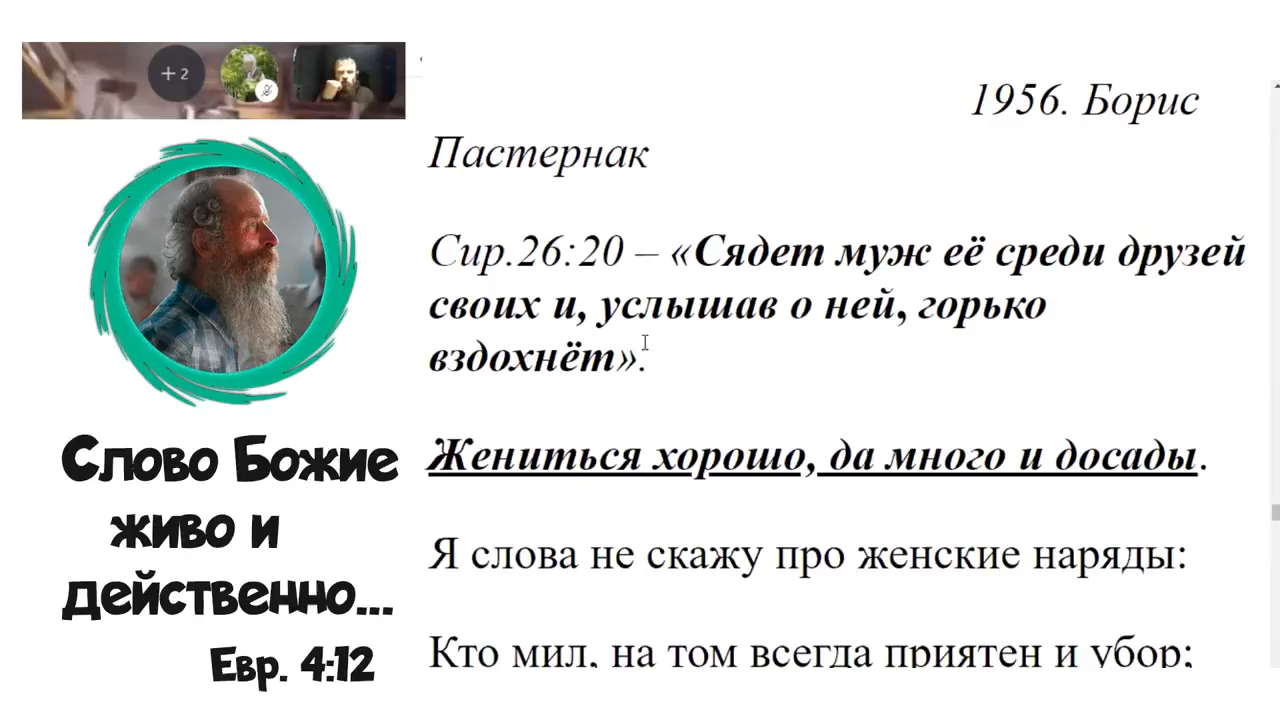 +2
1956. Борис
Пастернак
Сир.26:20 – «Сядет муж её среди друзей
своих и, услышав о ней, горько
вздохнёт».
Жениться хорошо, да много и досады.
Я слова не скажу про женские наряды:
Кто мил, на том всегда приятен и убор;
Слово Божие
живо и
действенно...
Евр. 4:12